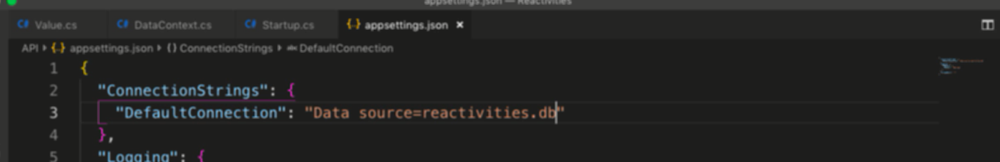 appsettings.json — Reactivities
C# Value.cs C# DataContext.cs C# Startup.cs {..} appsettings.json ×
API › {..} appsettings.json › {} ConnectionStrings › abc DefaultConnection
1 {
2 "ConnectionStrings": {
3 "DefaultConnection": "Data source=reactivities.db"
4 },
5 "Logging": {